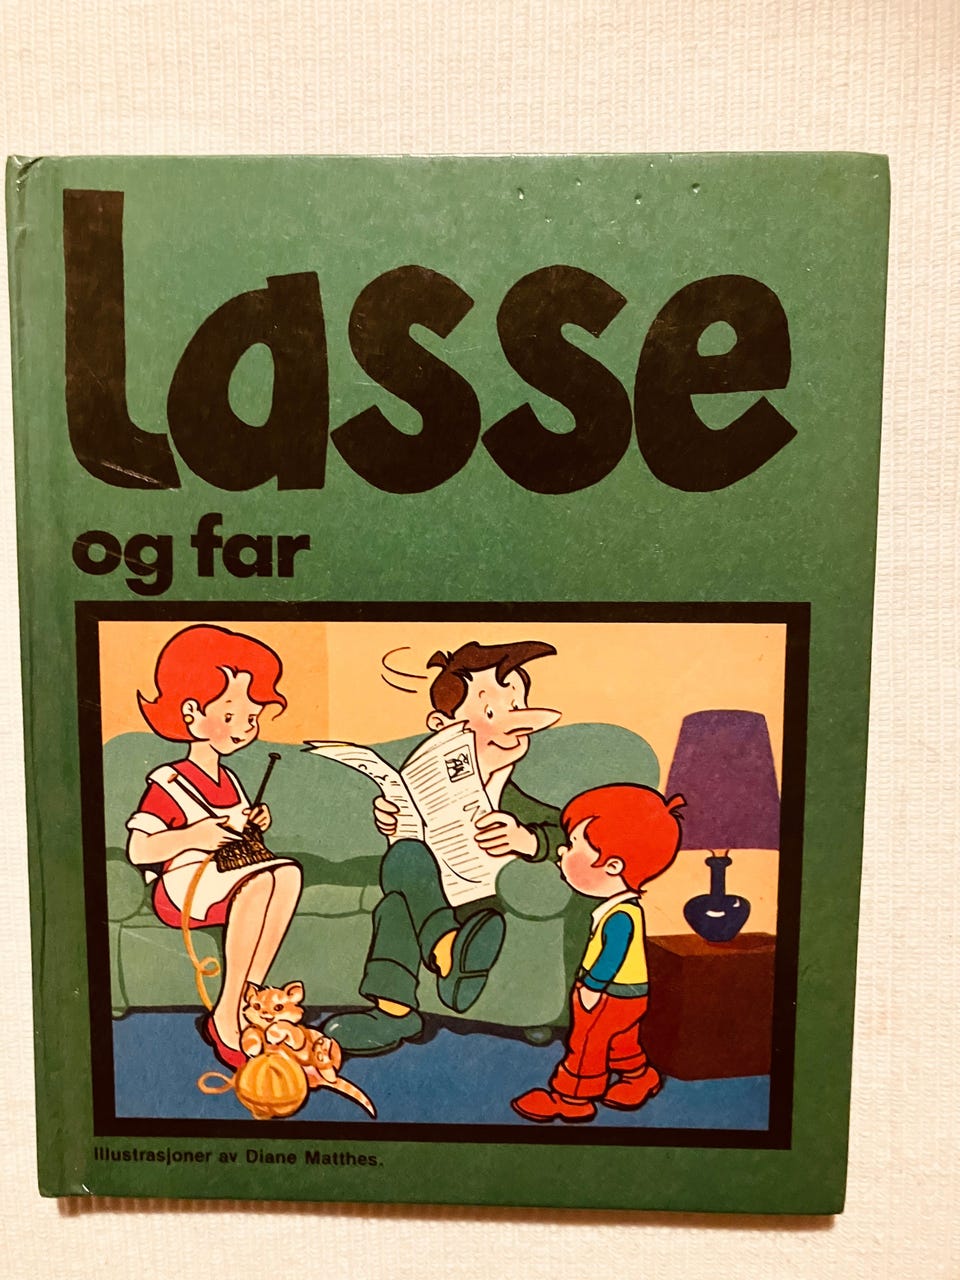 lasse
og far
Illustrasjoner av Diane Matthes.